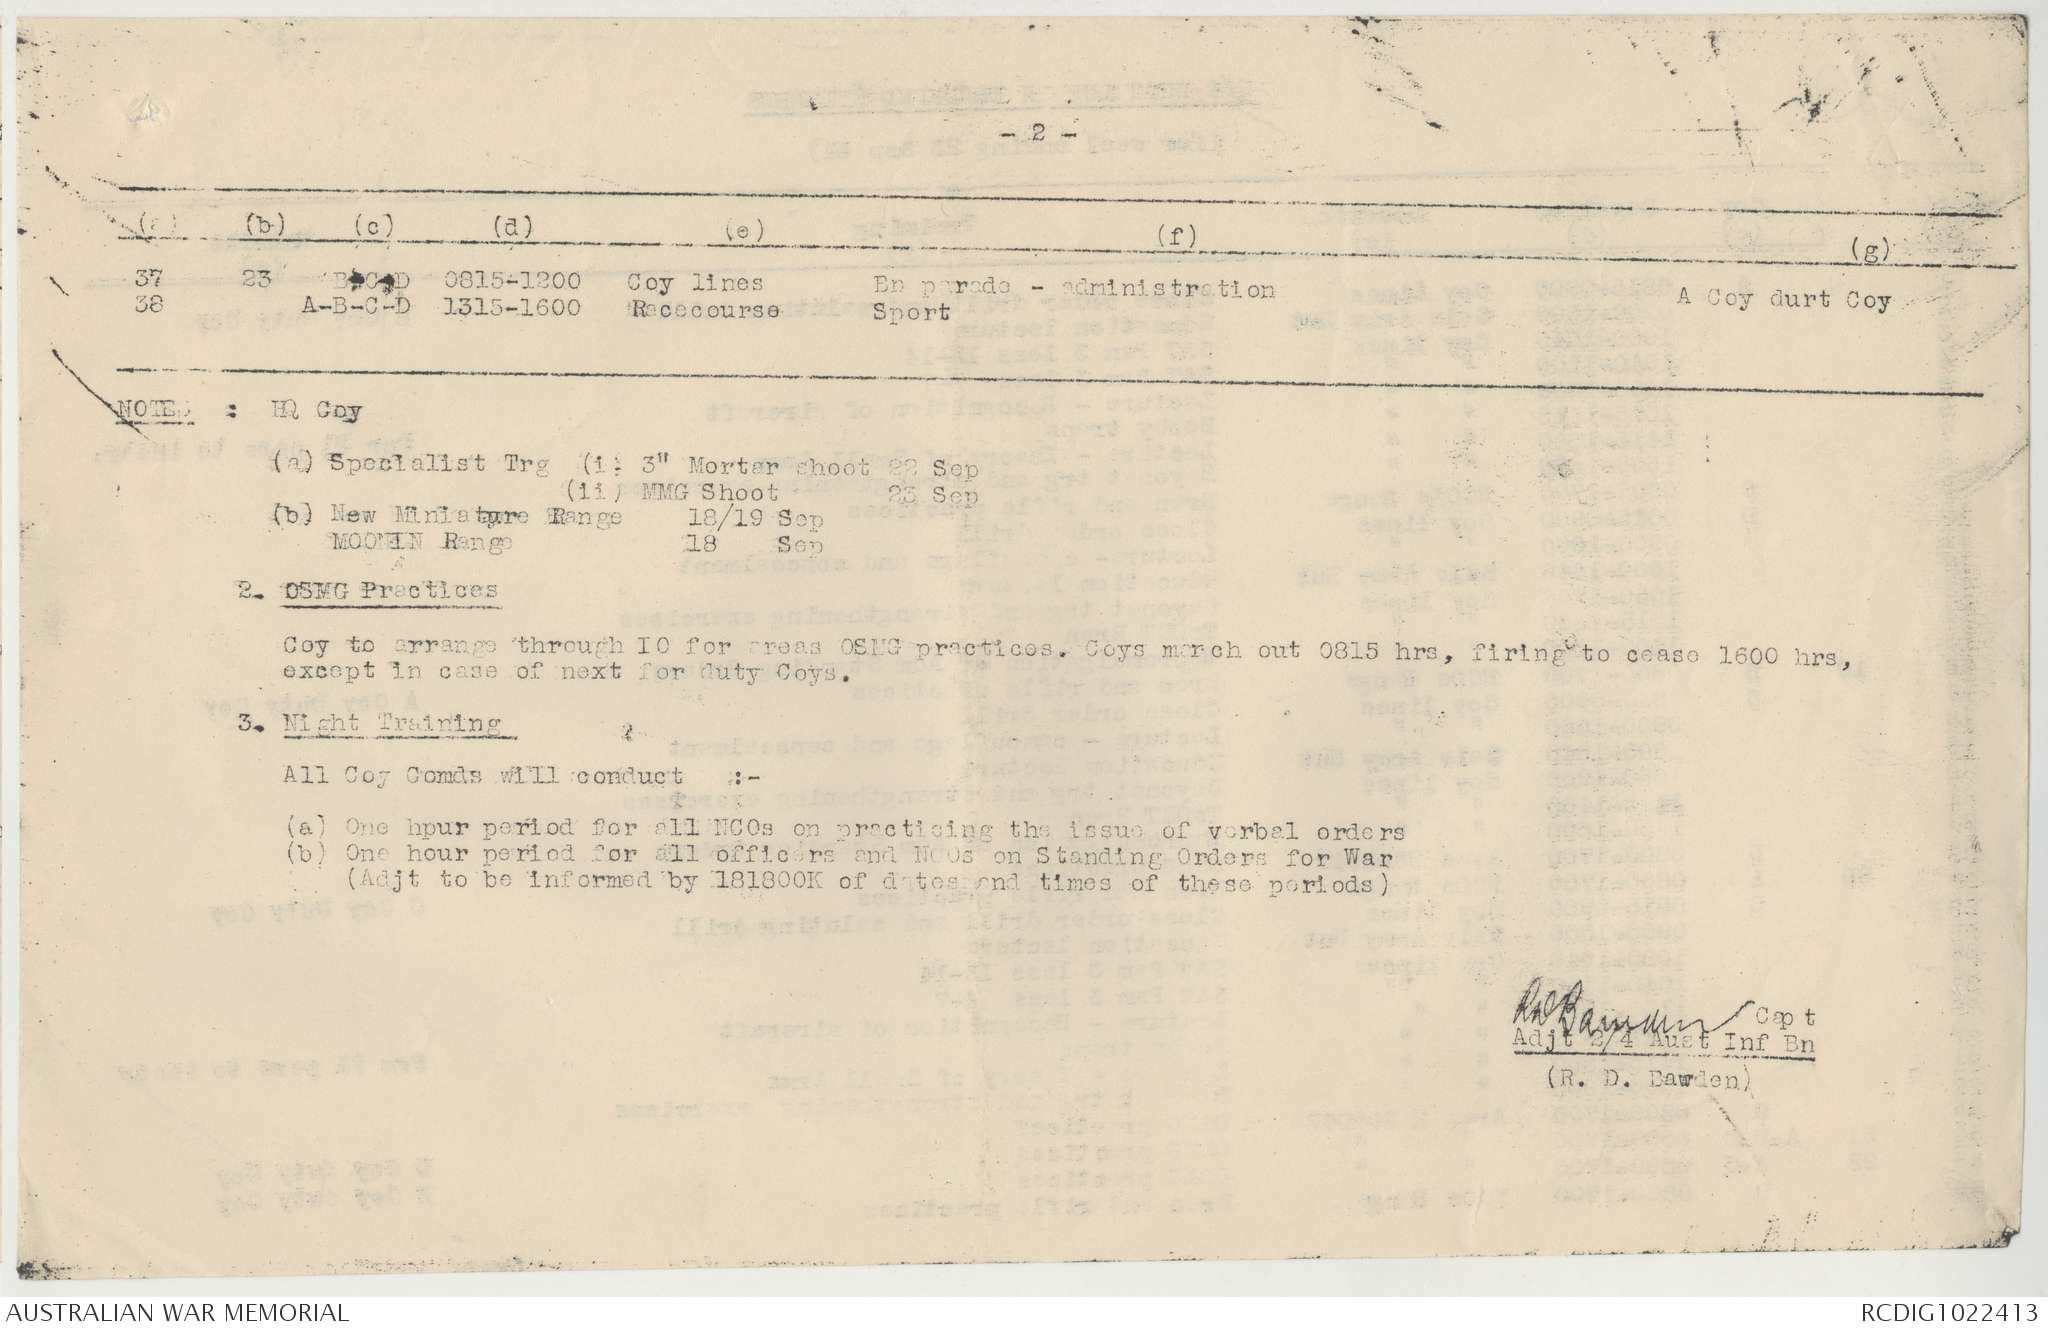 - 2 -
(a) (b) (c) (d) (e) (f) (g)
37 23 B-C-D 0815-1200 Coy lines Bn parade - administration
38 A-B-C-D 1315-1600 Racecourse Sport A Coy durt Coy
NOTES : HQ Coy
(a) Specialist Trg (i) 3" Mortar shoot 22 Sep
(ii) MMG Shoot 23 Sep
(b) New Miniature Range 18/19 Sep
MOONIN Range 18 Sep
2. OSMG Practices
Coy to arrange through IO for areas OSMG practices. Coys march out 0815 hrs, firing to cease 1600 hrs,
except in case of next for duty Coys.
3. Night Training
All Coy Comds will conduct :-
(a) One hpur period for all NCOs on practicing the issue of verbal orders
(b) One hour period for all officers and NCOs on Standing Orders for War
(Adjt to be informed by 181800K of dates and times of these periods)
Capt
Adjt 2/4 Aust Inf Bn
(R. D. Bawden)
AUSTRALIAN WAR MEMORIAL RCDIG1022413